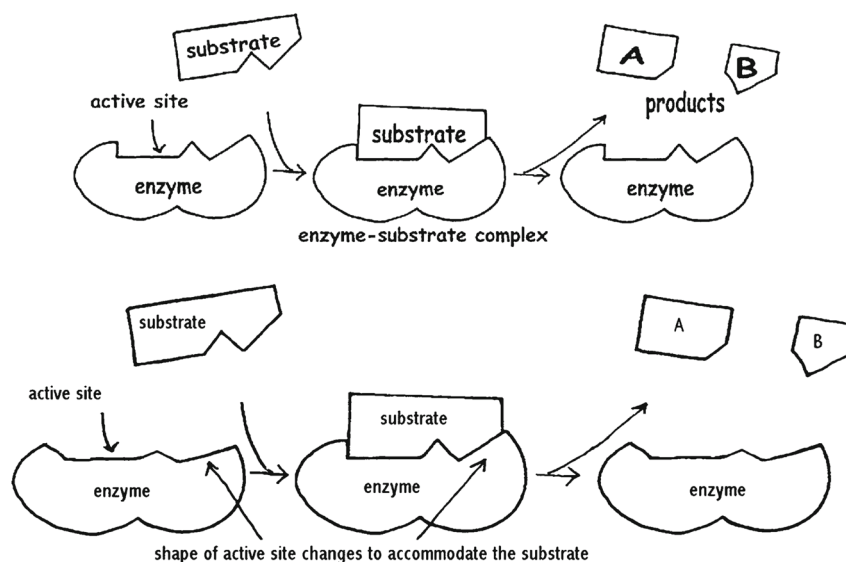 substrate
A
B
active site
products
substrate
enzyme
enzyme
enzyme
enzyme-substrate complex
substrate
A
B
active site
substrate
enzyme
enzyme
enzyme
shape of active site changes to accommodate the substrate